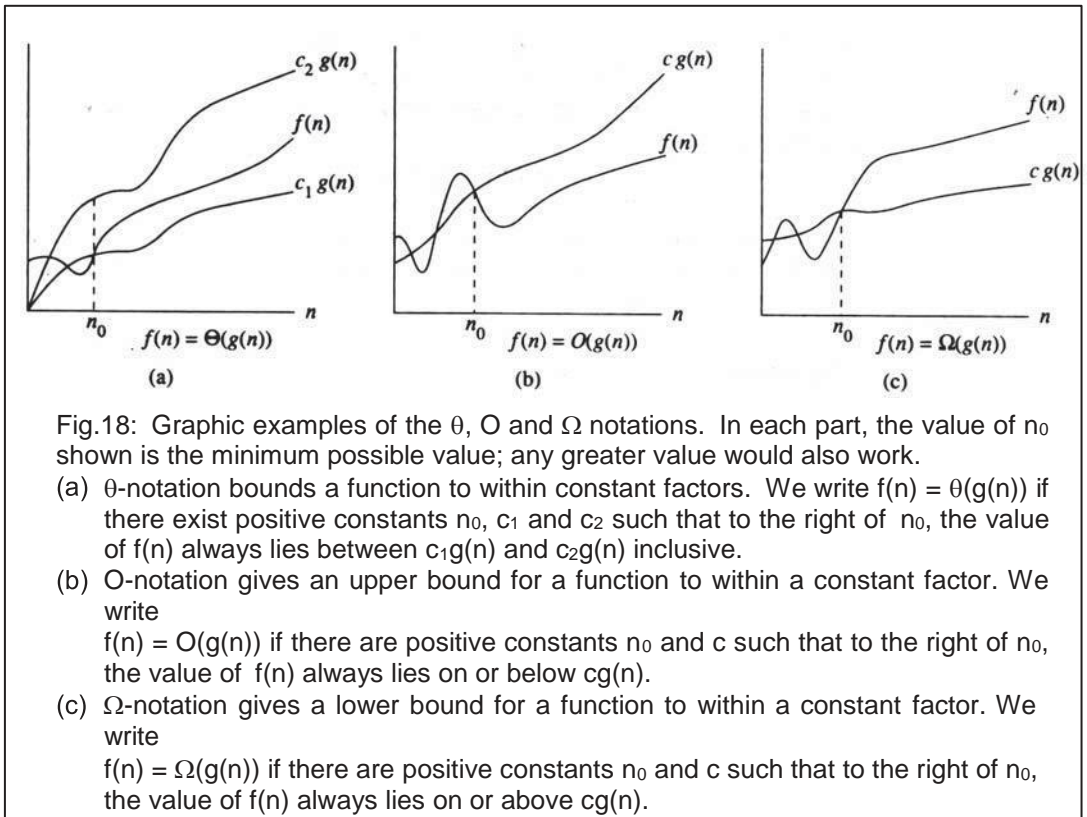 c₂ g(n)
f(n)
c₁ g(n)
n
n₀
f(n) = Θ(g(n))
(a)
c g(n)
f(n)
n
n₀
f(n) = O(g(n))
(b)
f(n)
c g(n)
n
n₀
f(n) = Ω(g(n))
(c)
Fig.18: Graphic examples of the θ, O and Ω notations. In each part, the value of n₀
shown is the minimum possible value; any greater value would also work.
(a) θ-notation bounds a function to within constant factors. We write f(n) = θ(g(n)) if
there exist positive constants n₀, c₁ and c₂ such that to the right of n₀, the value
of f(n) always lies between c₁g(n) and c₂g(n) inclusive.
(b) O-notation gives an upper bound for a function to within a constant factor. We
write
f(n) = O(g(n)) if there are positive constants n₀ and c such that to the right of n₀,
the value of f(n) always lies on or below cg(n).
(c) Ω-notation gives a lower bound for a function to within a constant factor. We
write
f(n) = Ω(g(n)) if there are positive constants n₀ and c such that to the right of n₀,
the value of f(n) always lies on or above cg(n).